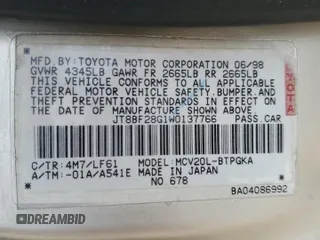 MFD. BY: TOYOTA MOTOR CORPORATION 06/98
GVWR 4345LB GAWR FR 2665LB RR 2665LB
THIS VEHICLE CONFORMS TO ALL APPLICABLE
FEDERAL MOTOR VEHICLE SAFETY, BUMPER, AND
THEFT PREVENTION STANDARDS IN EFFECT ON
THE DATE OF MANUFACTURE SHOWN ABOVE.
JT8BF28G1W0137766 PASS.CAR
TOYOTA
C/TR: 4M7/LF61 MODEL: MCV20L-BTPGKA
A/TM: -01A/A541E MADE IN JAPAN
NO 678
BA04086992
DREAMBID